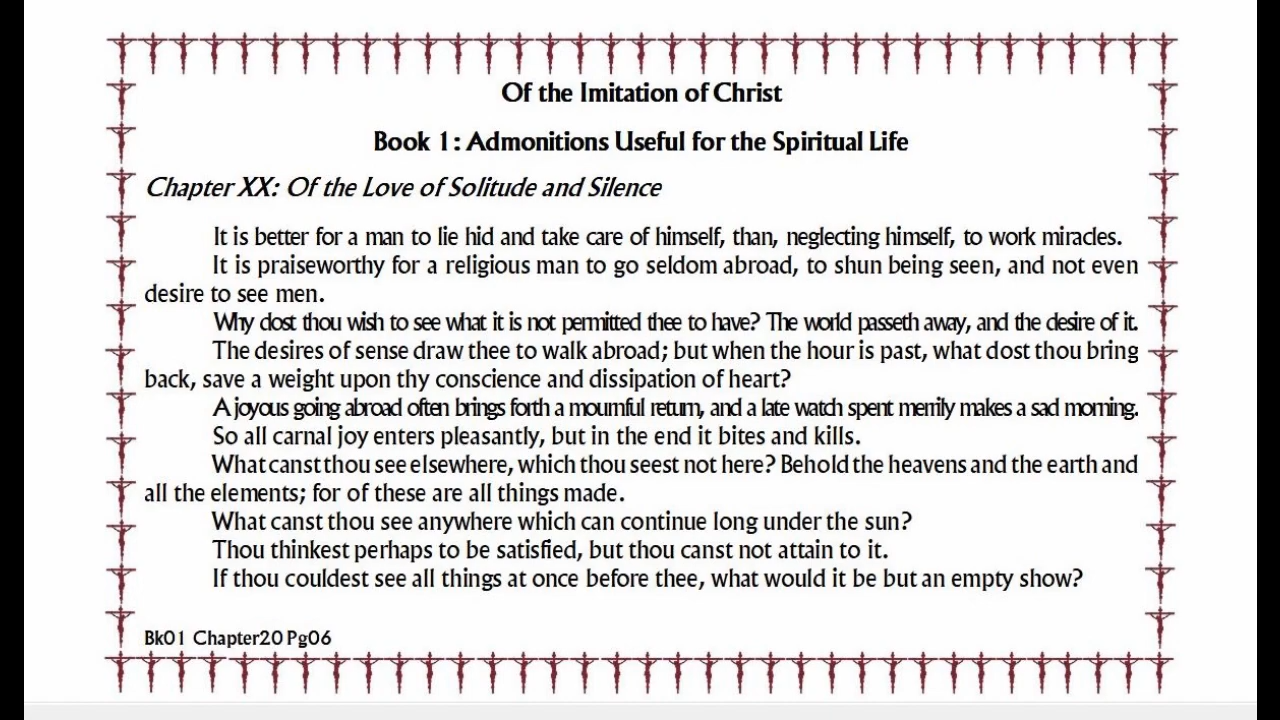 Of the Imitation of Christ
Book 1: Admonitions Useful for the Spiritual Life
Chapter XX: Of the Love of Solitude and Silence
It is better for a man to lie hid and take care of himself, than, neglecting himself, to work miracles.
It is praiseworthy for a religious man to go seldom abroad, to shun being seen, and not even
desire to see men.
Why dost thou wish to see what it is not permitted thee to have? The world passeth away, and the desire of it.
The desires of sense draw thee to walk abroad; but when the hour is past, what dost thou bring
back, save a weight upon thy conscience and dissipation of heart?
A joyous going abroad often brings forth a mournful return, and a late watch spent merrily makes a sad morning.
So all carnal joy enters pleasantly, but in the end it bites and kills.
What canst thou see elsewhere, which thou seest not here? Behold the heavens and the earth and
all the elements; for of these are all things made.
What canst thou see anywhere which can continue long under the sun?
Thou thinkest perhaps to be satisfied, but thou canst not attain to it.
If thou couldest see all things at once before thee, what would it be but an empty show?
Bk01 Chapter20 Pg06